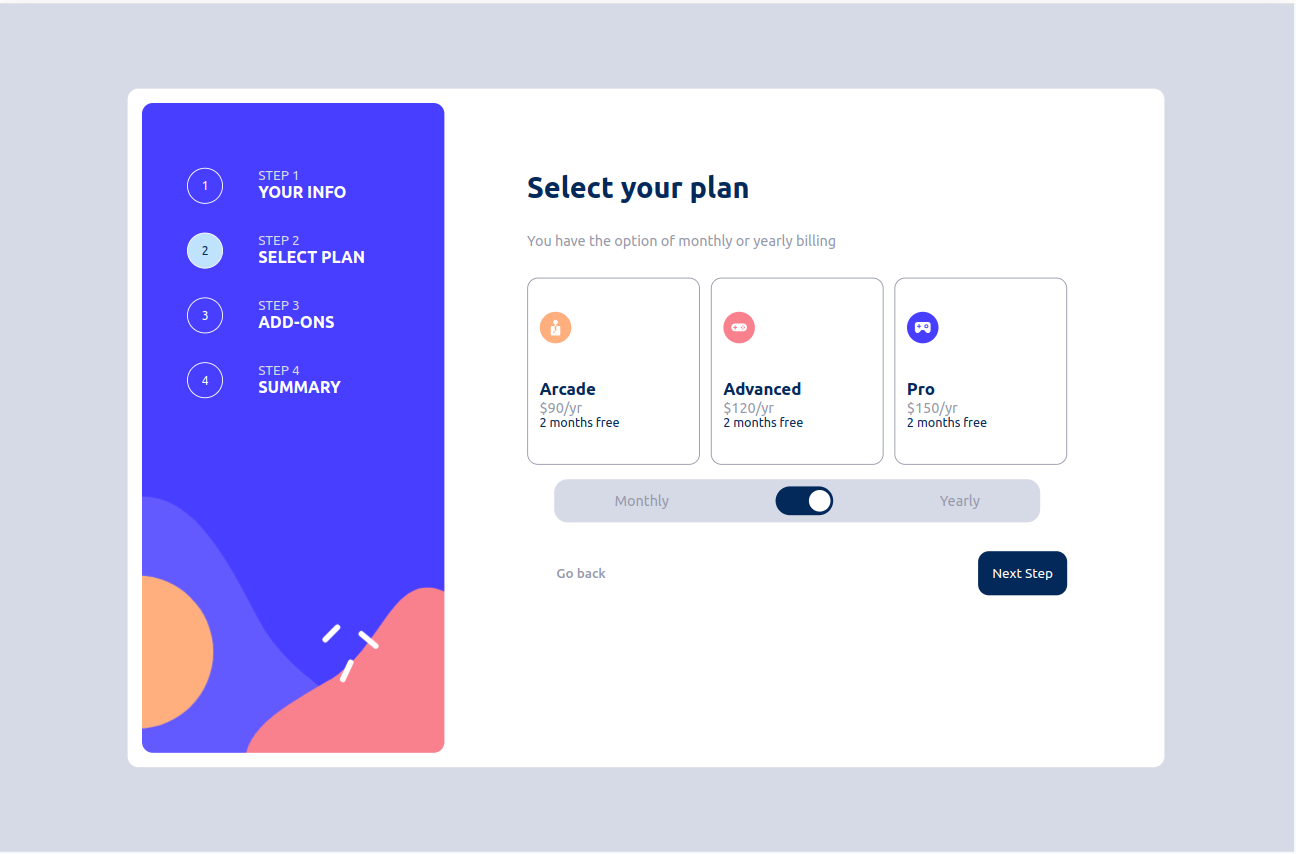 1
STEP 1
YOUR INFO
2
STEP 2
SELECT PLAN
3
STEP 3
ADD-ONS
4
STEP 4
SUMMARY
Select your plan
You have the option of monthly or yearly billing
Arcade
$90/yr
2 months free
Advanced
$120/yr
2 months free
Pro
$150/yr
2 months free
Monthly
Yearly
Go back
Next Step